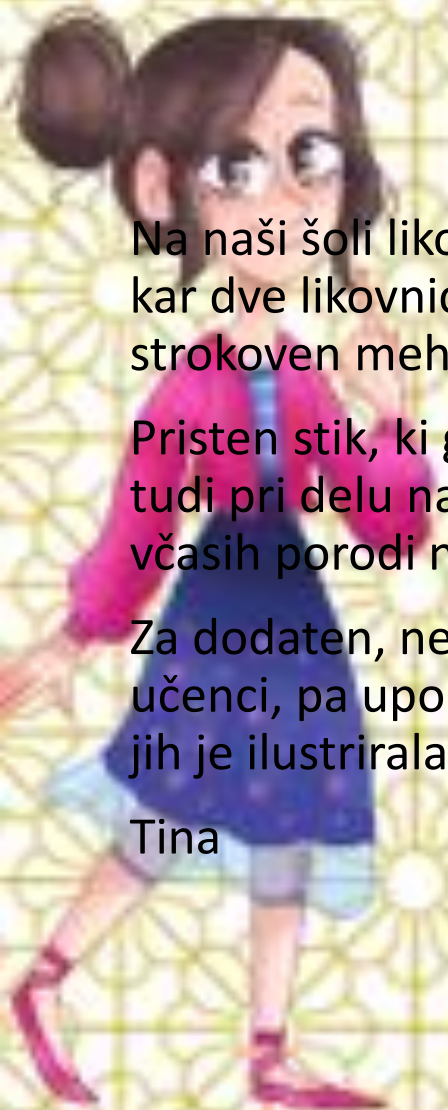 Na naši šoli liko
kar dve likovnic
strokoven meh
Pristen stik, ki g
tudi pri delu na
včasih porodi n
Za dodaten, ne
učenci, pa upo
jih je ilustrirala
Tina